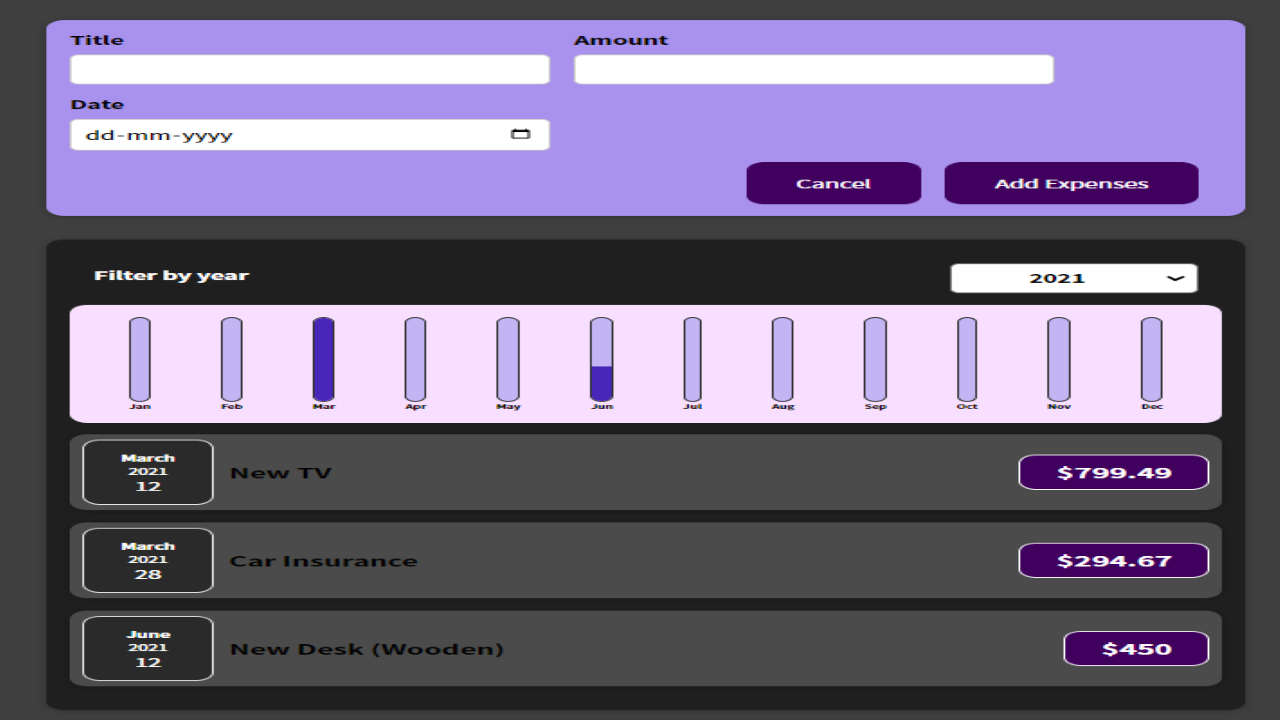 Title Amount
Date
dd-mm-yyyy
Cancel Add Expenses
Filter by year 2021
Jan Feb Mar Apr May Jun Jul Aug Sep Oct Nov Dec
March
2021
12
New TV $799.49
March
2021
28
Car Insurance $294.67
June
2021
12
New Desk (Wooden) $450